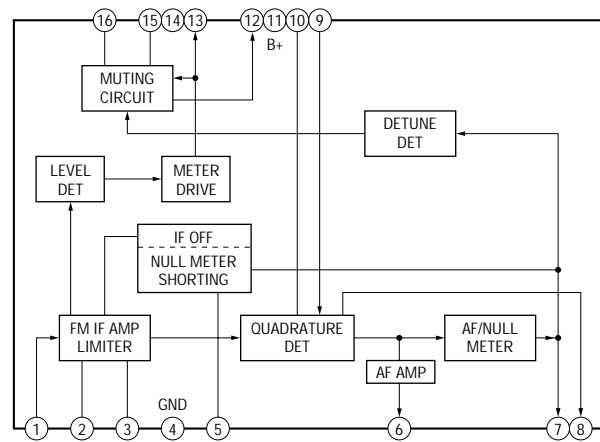 16 15 14 13 12 11 10 9
B+
MUTING
CIRCUIT
DETUNE
DET
LEVEL
DET
METER
DRIVE
IF OFF
NULL METER
SHORTING
FM IF AMP
LIMITER
QUADRATURE
DET
AF/NULL
METER
AF AMP
GND
1 2 3 4 5 6 7 8